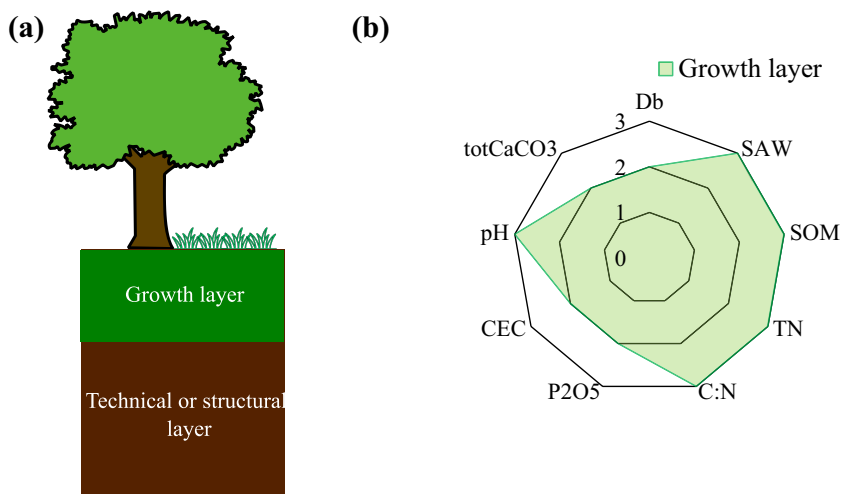 (a)
Growth layer
Technical or structural
layer
(b)
Growth layer
Db
3
totCaCO3
SAW
2
1
pH
0
SOM
CEC
TN
P2O5
C:N